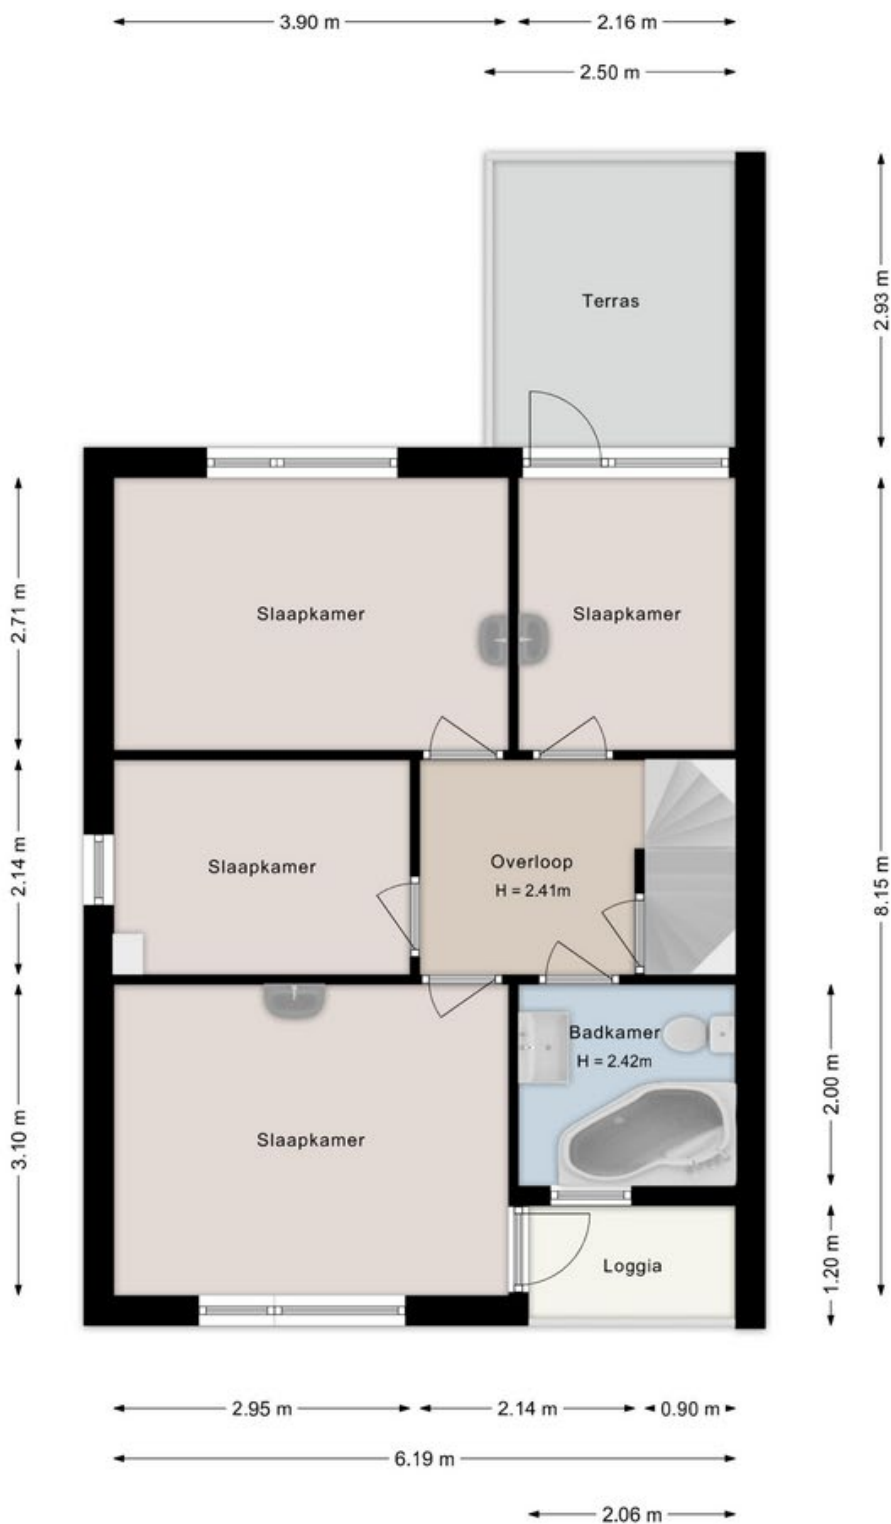 3.90 m
2.16 m
2.50 m
Terras
2.93 m
Slaapkamer
Slaapkamer
2.71 m
Slaapkamer
Overloop
H = 2.41m
2.14 m
8.15 m
Badkamer
H = 2.42m
2.00 m
Slaapkamer
3.10 m
Loggia
1.20 m
2.95 m
2.14 m
0.90 m
6.19 m
2.06 m